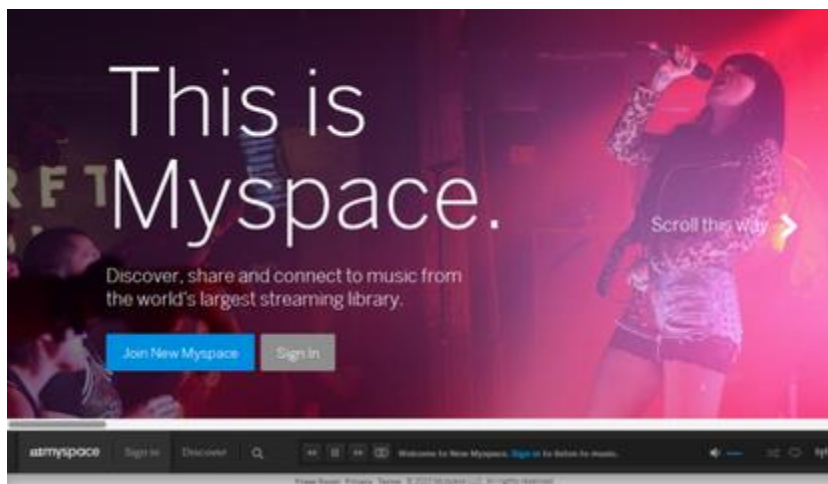 This is
Myspace.
Scroll this way
Discover, share and connect to music from
the world's largest streaming library.
Join New Myspace Sign In
myspace Sign in Discover Welcome to New Myspace. Sign in to listen to music.